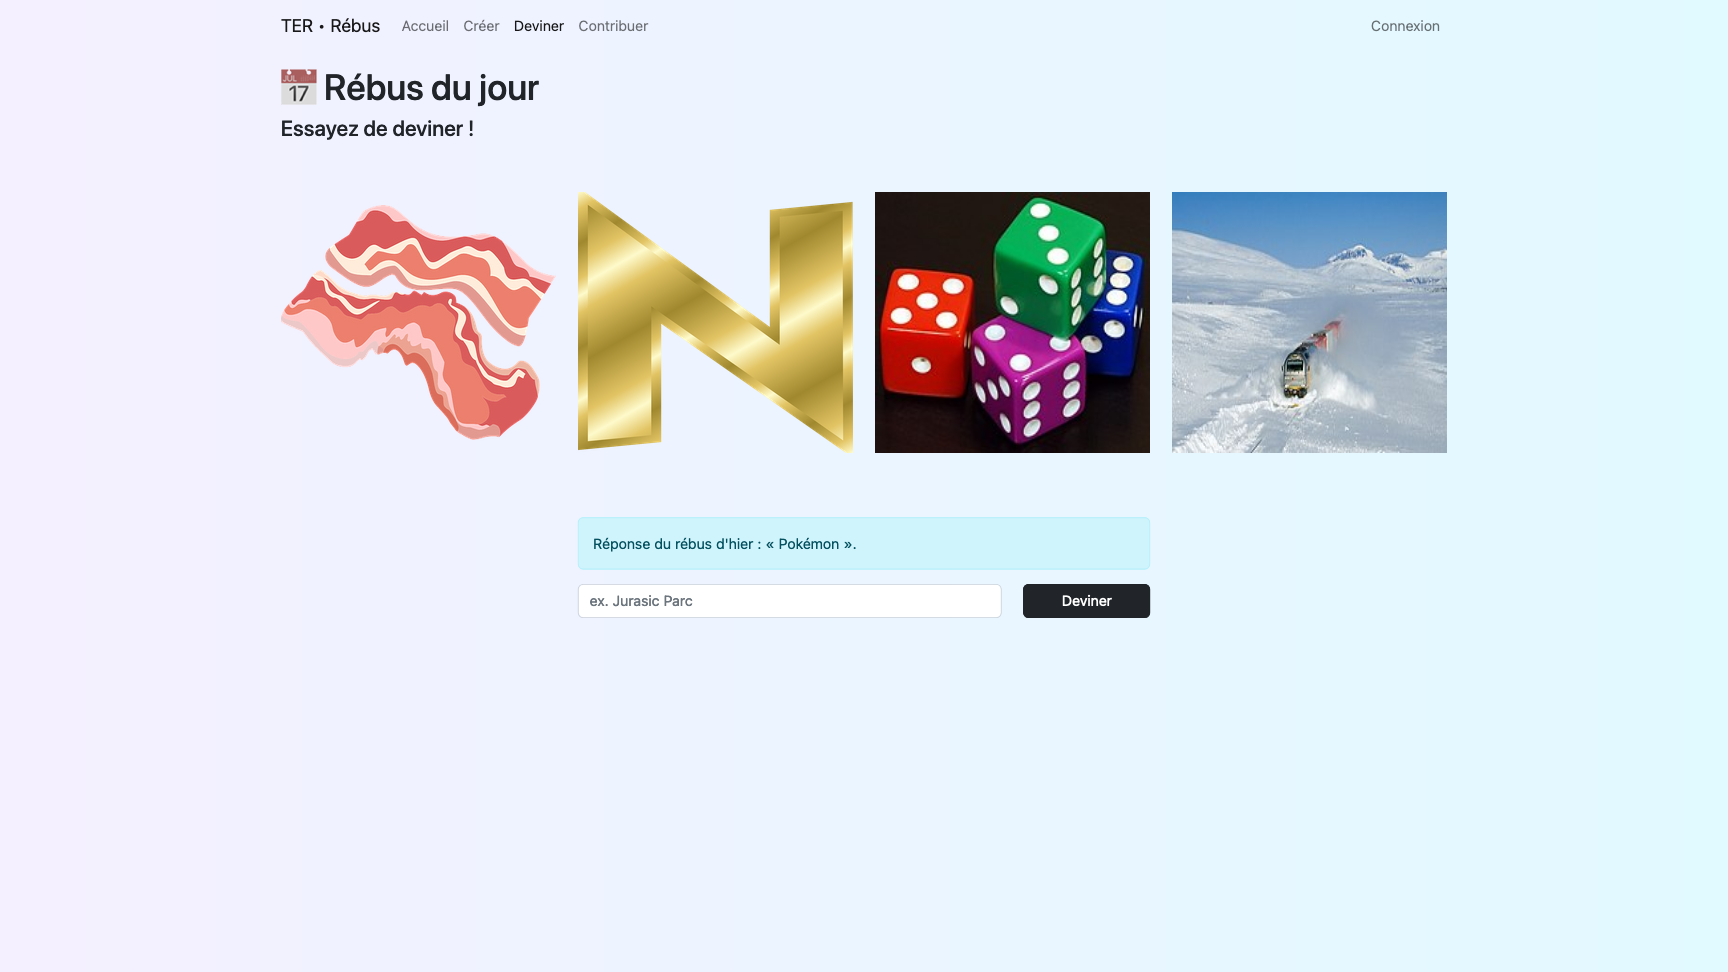 TER • Rébus Accueil Créer Deviner Contribuer Connexion
JUL 17 Rébus du jour
Essayez de deviner !
N
Réponse du rébus d'hier : « Pokémon ».
ex. Jurasic Parc Deviner